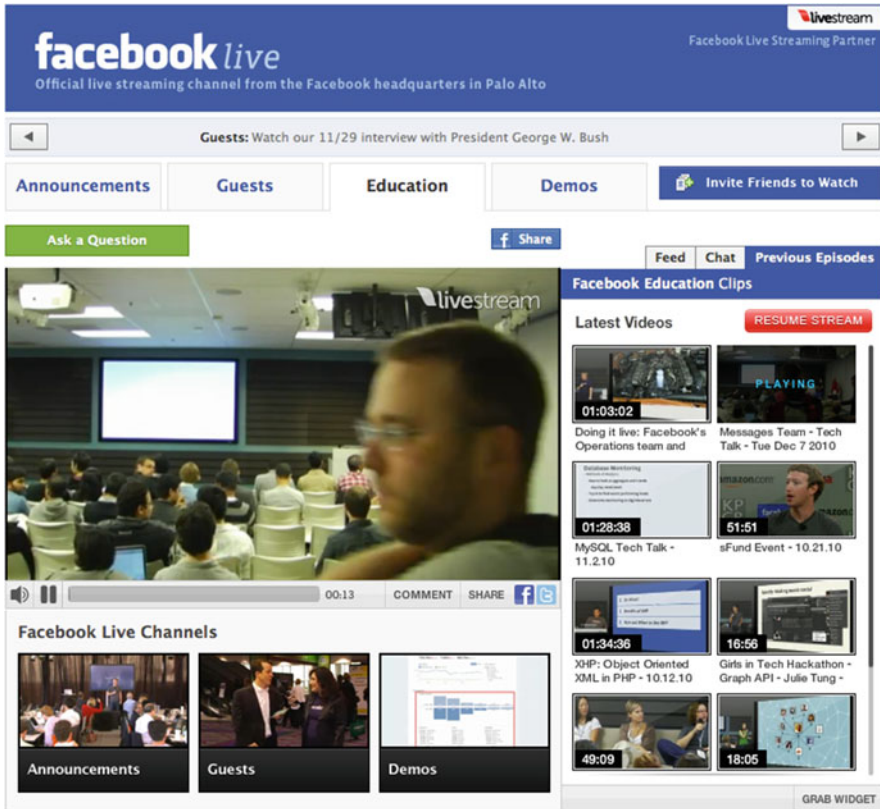 livestream
Facebook Live Streaming Partner
facebook live
Official live streaming channel from the Facebook headquarters in Palo Alto
Guests: Watch our 11/29 interview with President George W. Bush
Announcements
Guests
Education
Demos
Invite Friends to Watch
Ask a Question
f Share
Feed
Chat
Previous Episodes
Facebook Education Clips
livestream
Latest Videos
RESUME STREAM
01:03:02
PLAYING
Doing it live: Facebook's
Operations team and
Messages Team - Tech
Talk - Tue Dec 7 2010
Database Monitoring
01:28:38
amazon.com
KP
51:51
MySQL Tech Talk -
11.2.10
sFund Event - 10.21.10
01:34:36
16:56
XHP: Object Oriented
XML in PHP - 10.12.10
Girls in Tech Hackathon -
Graph API - Julie Tung -
49:09
18:05
00:13
COMMENT
SHARE
f
Facebook Live Channels
Announcements
Guests
Demos
GRAB WIDGET